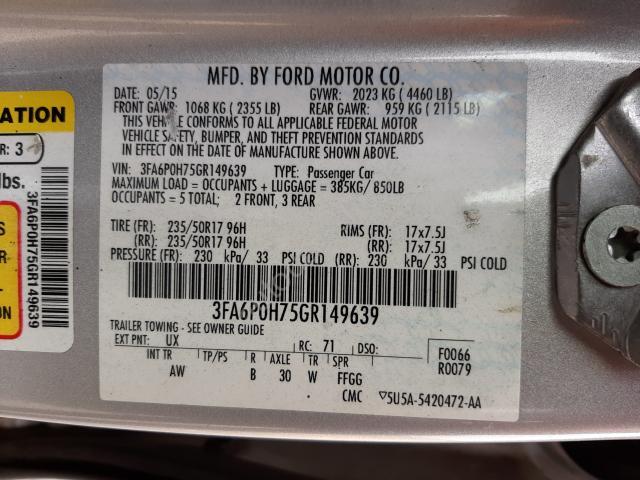 MFD. BY FORD MOTOR CO.
DATE: 05/15 GVWR: 2023 KG ( 4460 LB)
FRONT GAWR: 1068 KG ( 2355 LB) REAR GAWR: 959 KG ( 2115 LB)
THIS VEHICLE CONFORMS TO ALL APPLICABLE FEDERAL MOTOR
VEHICLE SAFETY, BUMPER, AND THEFT PREVENTION STANDARDS
IN EFFECT ON THE DATE OF MANUFACTURE SHOWN ABOVE.
VIN: 3FA6P0H75GR149639 TYPE: Passenger Car
MAXIMUM LOAD = OCCUPANTS + LUGGAGE = 385KG/ 850LB
OCCUPANTS = 5 TOTAL; 2 FRONT, 3 REAR
TIRE (FR): 235/50R17 96H RIMS (FR): 17x7.5J
(RR): 235/50R17 96H (RR): 17x7.5J
PRESSURE (FR): 230 kPa/ 33 PSI COLD (RR): 230 kPa/ 33 PSI COLD
3FA6P0H75GR149639
TRAILER TOWING - SEE OWNER GUIDE
EXT PNT: UX RC: 71 DSO: F0066
R0079
INT TR TP/PS R AXLE TR SPR
AW B 30 W FFGG
CMC 5U5A-5420472-AA
R: 3
lbs.
3FA6P0H75GR149639